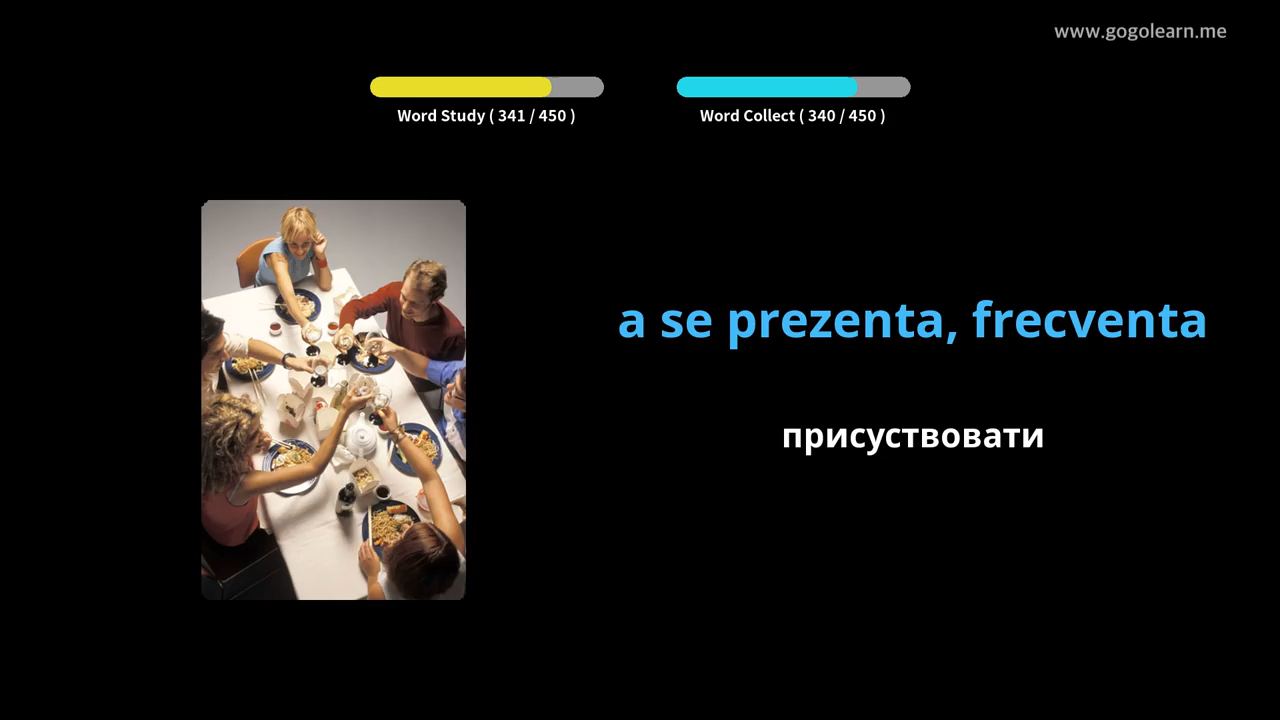 www.gogolearn.me
Word Study ( 341 / 450 )
Word Collect ( 340 / 450 )
a se prezenta, frecventa
присуствовати